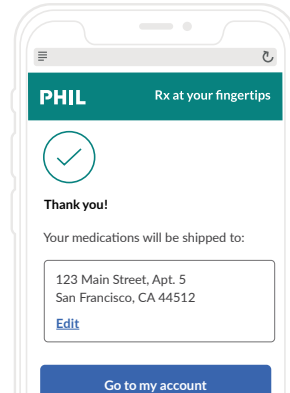 PHIL
Rx at your fingertips
Thank you!
Your medications will be shipped to:
123 Main Street, Apt. 5
San Francisco, CA 44512
Edit
Go to my account